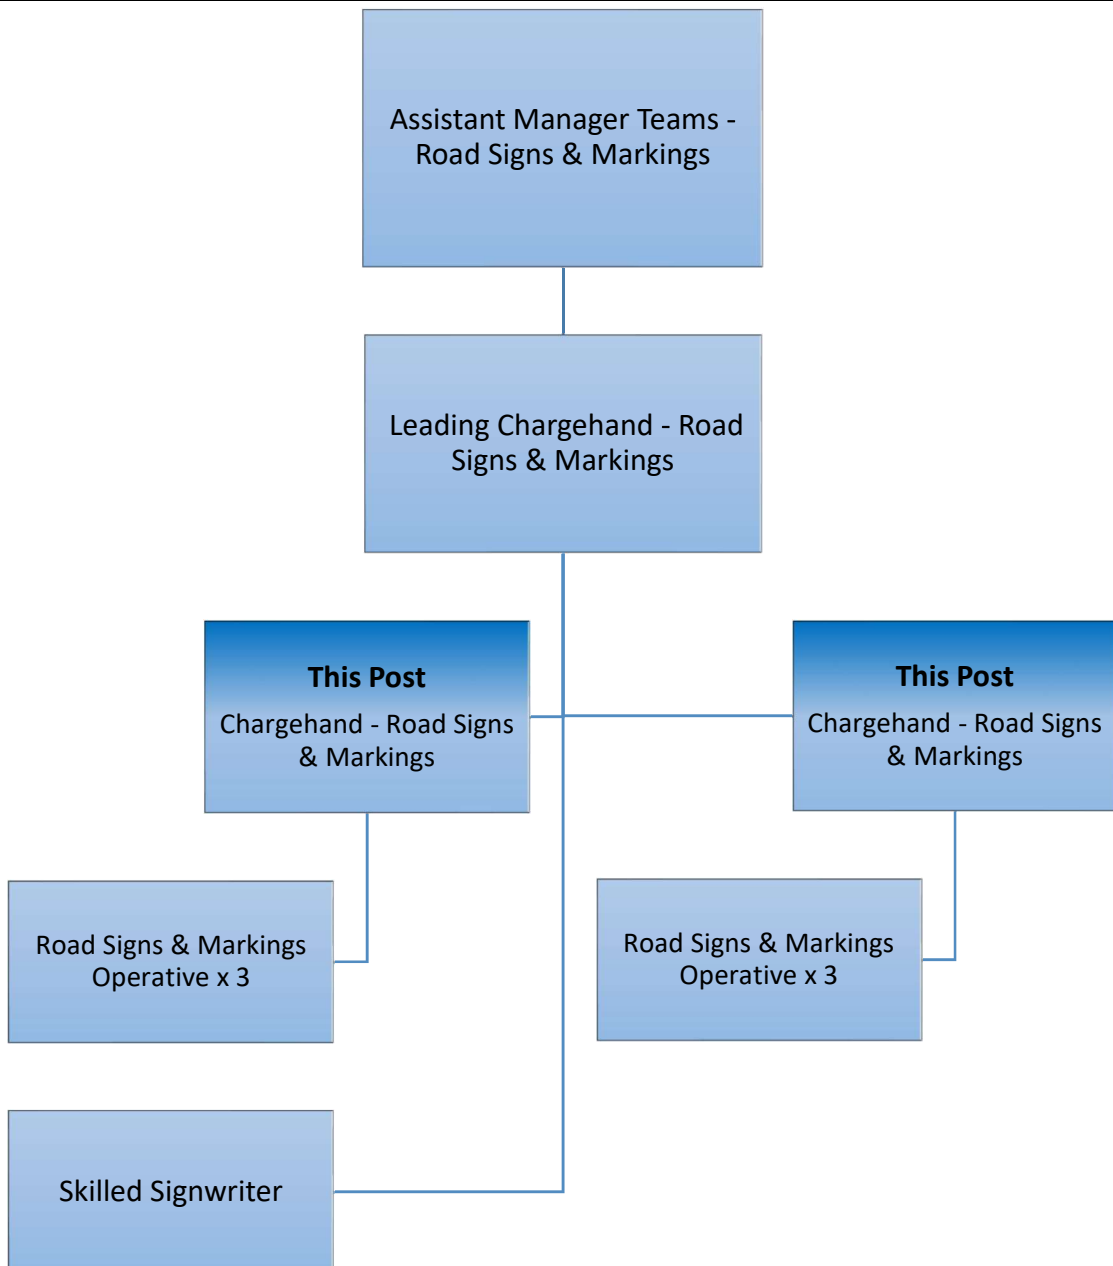 Assistant Manager Teams -
Road Signs & Markings
Leading Chargehand - Road
Signs & Markings
This Post
Chargehand - Road Signs
& Markings
This Post
Chargehand - Road Signs
& Markings
Road Signs & Markings
Operative x 3
Road Signs & Markings
Operative x 3
Skilled Signwriter